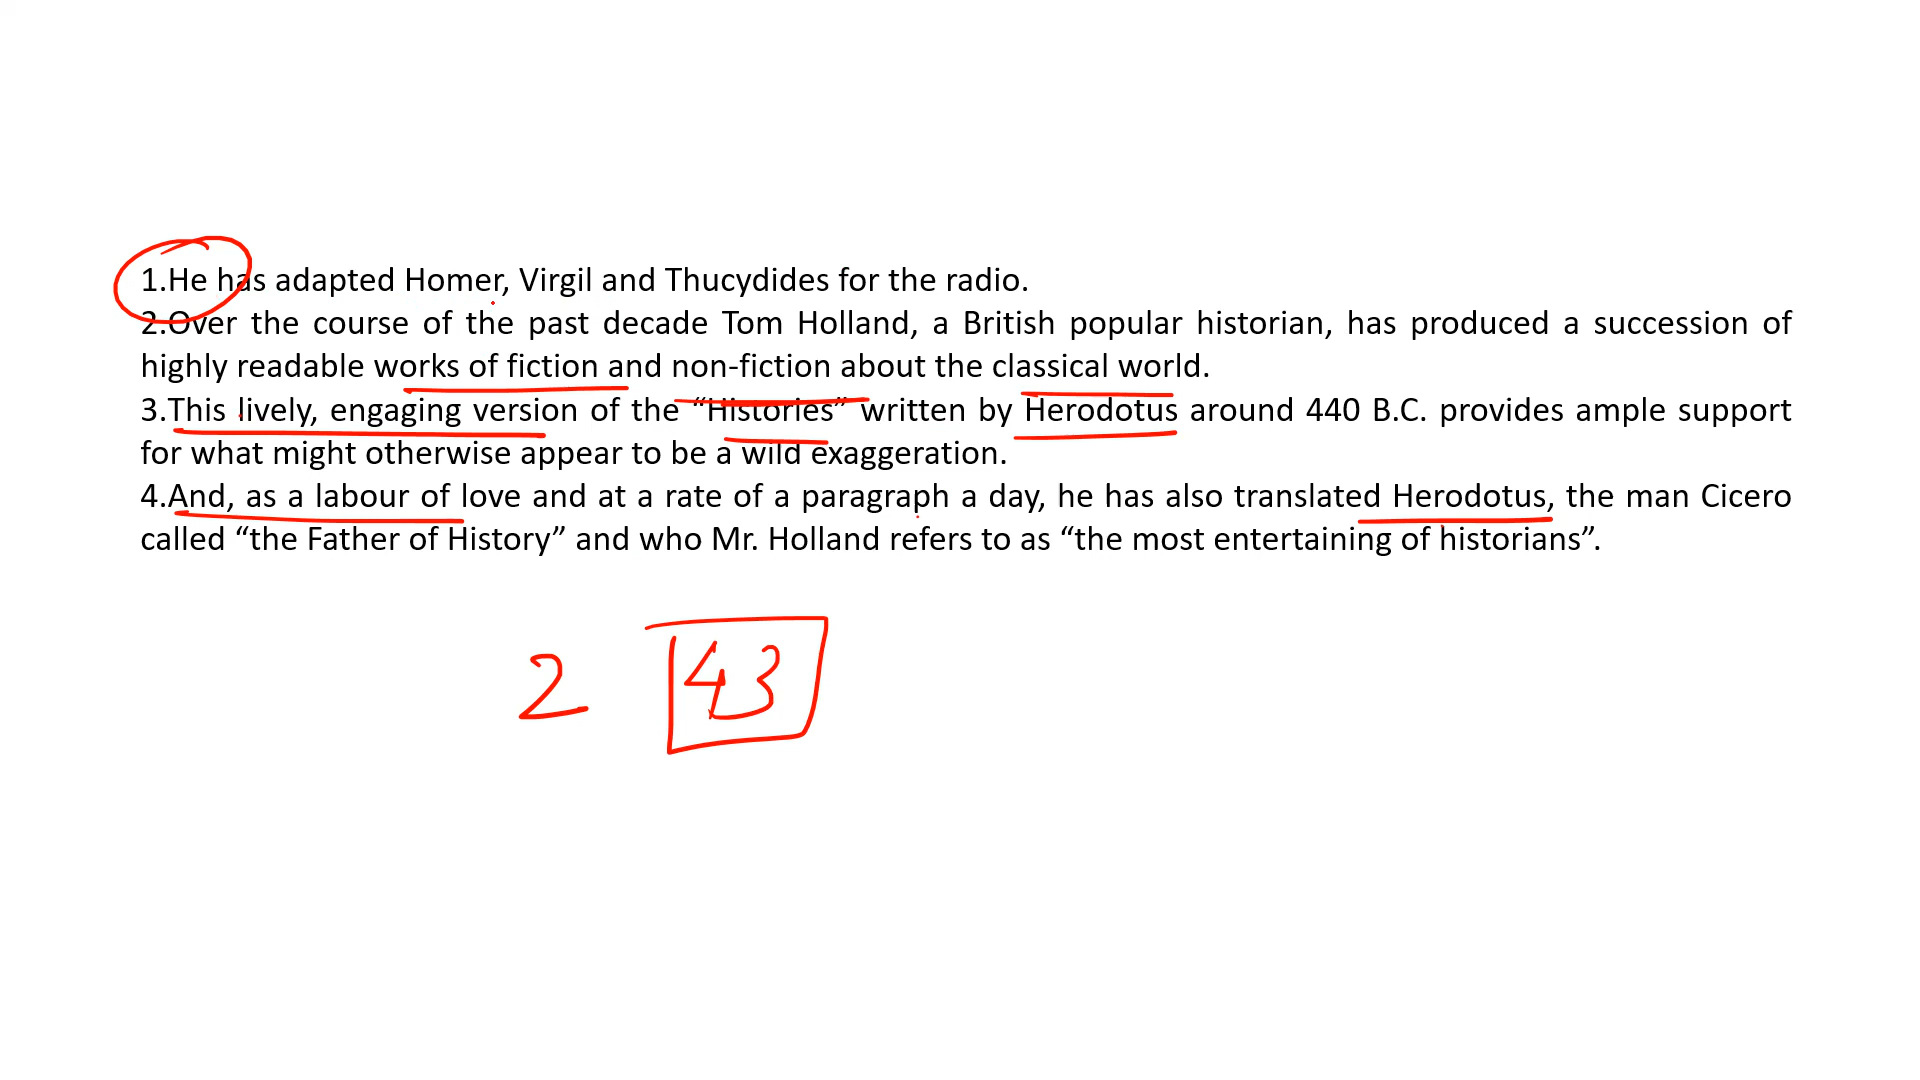 1.He has adapted Homer, Virgil and Thucydides for the radio.
2.Over the course of the past decade Tom Holland, a British popular historian, has produced a succession of
highly readable works of fiction and non-fiction about the classical world.
3.This lively, engaging version of the “Histories” written by Herodotus around 440 B.C. provides ample support
for what might otherwise appear to be a wild exaggeration.
4.And, as a labour of love and at a rate of a paragraph a day, he has also translated Herodotus, the man Cicero
called “the Father of History” and who Mr. Holland refers to as “the most entertaining of historians”.
2 43